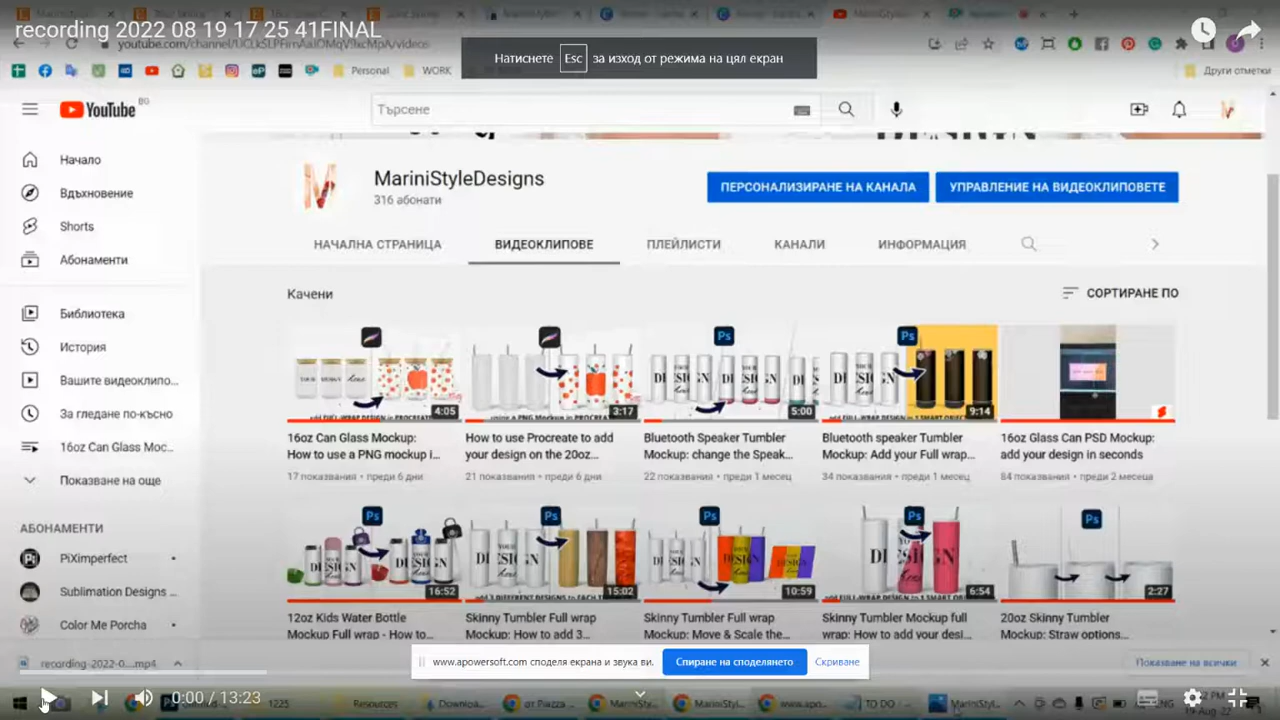 recording 2022 08 19 17 25 41FINAL
Натиснете Esc за изход от режима на цял екран
Personal
WORK
Други отметки
YouTube BG
Търсене
Начало
Вдъхновение
Shorts
Абонаменти
Библиотека
История
Вашите видеоклипо...
За гледане по-късно
16oz Can Glass Moc...
Показване на още
АБОНАМЕНТИ
PiXimperfect
Sublimation Designs ...
Color Me Porcha
MariniStyleDesigns
316 абонати
ПЕРСОНАЛИЗИРАНЕ НА КАНАЛА
УПРАВЛЕНИЕ НА ВИДЕОКЛИПОВЕТЕ
НАЧАЛНА СТРАНИЦА ВИДЕОКЛИПОВЕ ПЛЕЙЛИСТИ КАНАЛИ ИНФОРМАЦИЯ
Качени
СОРТИРАНЕ ПО
4:05
3:17
5:00
9:14
16oz Can Glass Mockup:
How to use a PNG mockup i...
17 показвания • преди 6 дни
How to use Procreate to add
your design on the 20oz...
21 показвания • преди 6 дни
Bluetooth Speaker Tumbler
Mockup: change the Speak...
22 показвания • преди 1 месец
Bluetooth speaker Tumbler
Mockup: Add your Full wrap...
34 показвания • преди 1 месец
16oz Glass Can PSD Mockup:
add your design in seconds
84 показвания • преди 2 месеца
16:52
15:02
10:59
6:54
2:27
12oz Kids Water Bottle
Mockup Full wrap - How to...
Skinny Tumbler Full wrap
Mockup: How to add 3...
Skinny Tumbler Full wrap
Mockup: Move & Scale the...
Skinny Tumbler Mockup full
wrap: How to add your desi...
20oz Skinny Tumbler
Mockup: Straw options...
recording-2022-0....mp4
www.apowersoft.com споделя екрана и звука ви.
Спиране на споделянето
Скриване
Показване на всички
0:00 / 13:23
1225
Resources